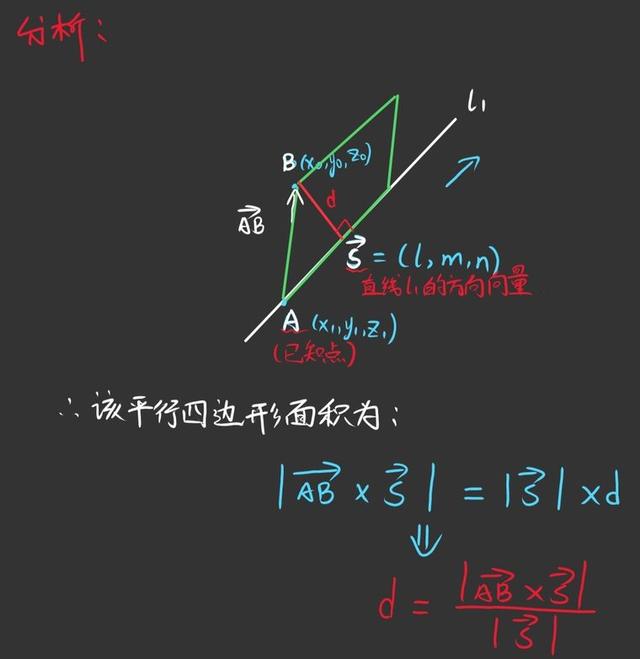 分析：
l₁
B(x₀,y₀,z₀)
d
AB→
S→ = (l,m,n)
直线l₁的方向向量
A (x₁,y₁,z₁)
(已知点)
∴该平行四边形面积为：
|AB→ × S→| = |S→| × d
⇓
d = |AB→ × S→| / |S→|